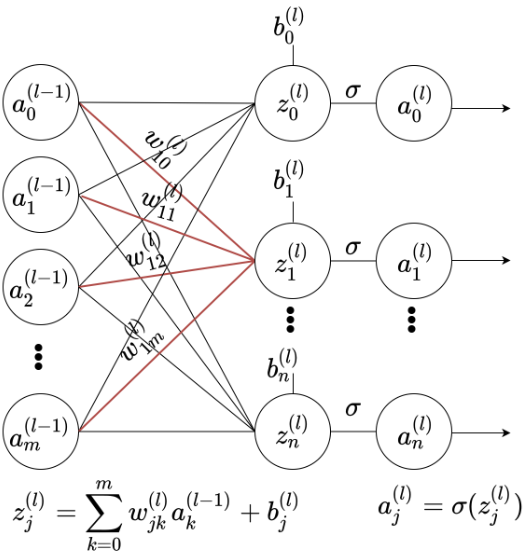 b_0^{(l)}
a_0^{(l-1)} z_0^{(l)} σ a_0^{(l)}
w_{10}^{(l)}
b_1^{(l)}
a_1^{(l-1)} w_{11}^{(l)}
w_{12}^{(l)} z_1^{(l)} σ a_1^{(l)}
a_2^{(l-1)}
w_{1m}^{(l)}
b_n^{(l)}
a_m^{(l-1)} z_n^{(l)} σ a_n^{(l)}
z_j^{(l)} = \sum_{k=0}^{m} w_{jk}^{(l)} a_k^{(l-1)} + b_j^{(l)} a_j^{(l)} = σ(z_j^{(l)})